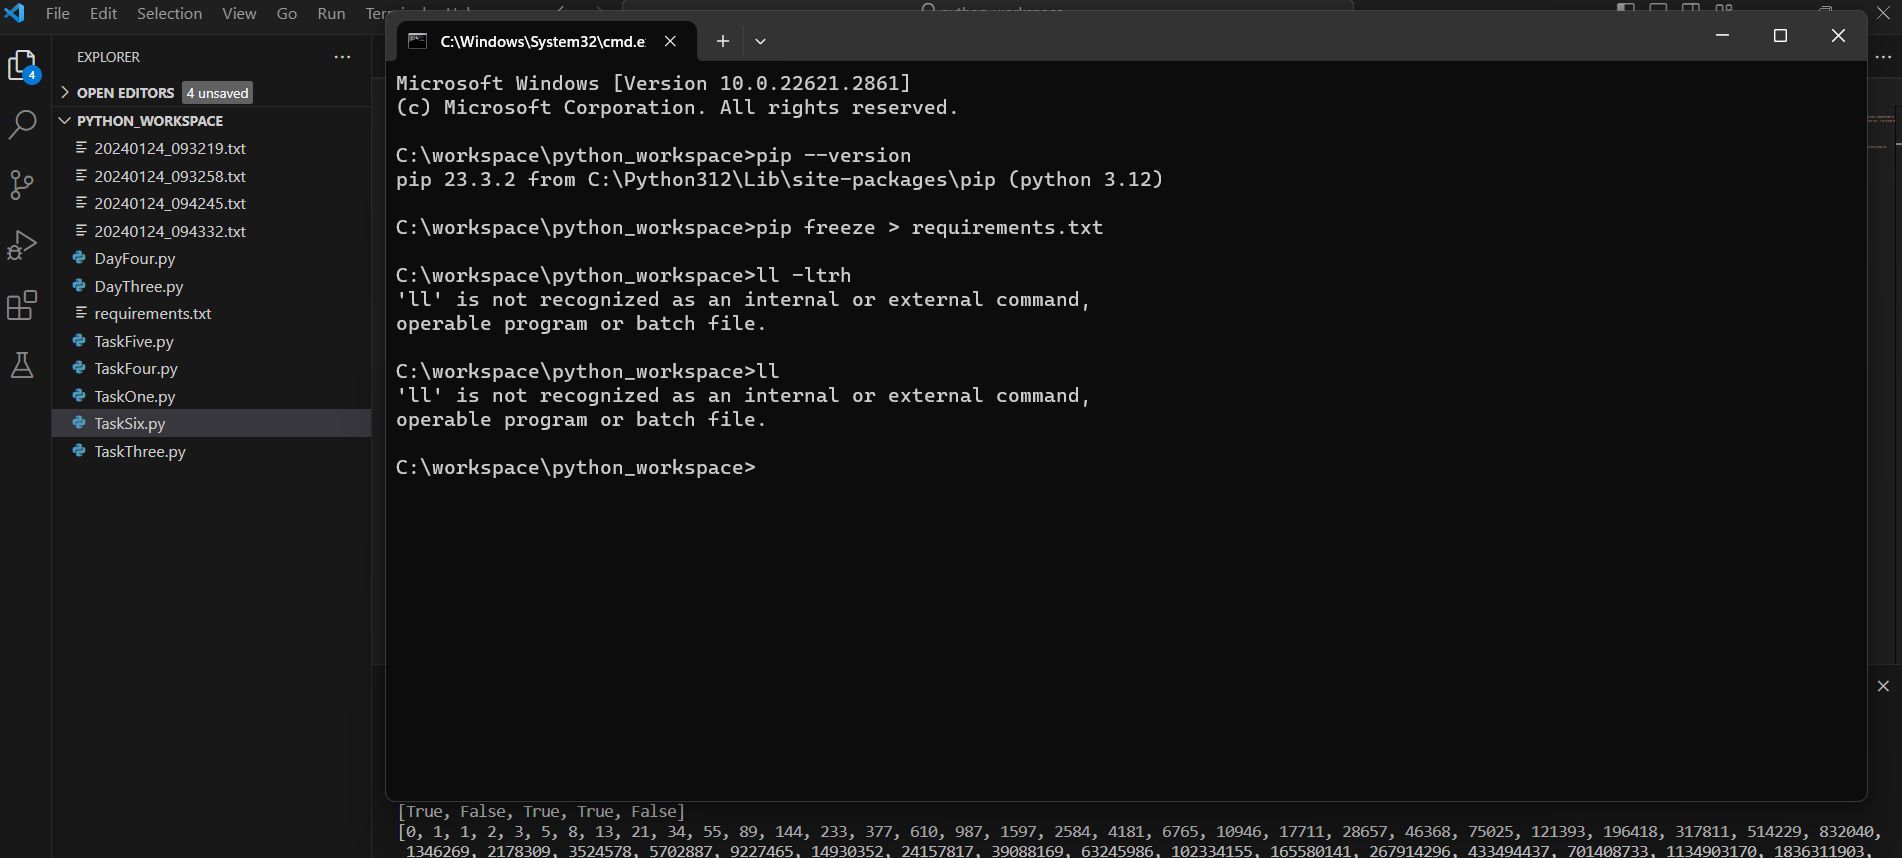 File Edit Selection View Go Run
EXPLORER
OPEN EDITORS 4 unsaved
PYTHON_WORKSPACE
20240124_093219.txt
20240124_093258.txt
20240124_094245.txt
20240124_094332.txt
DayFour.py
DayThree.py
requirements.txt
TaskFive.py
TaskFour.py
TaskOne.py
TaskSix.py
TaskThree.py
4
C:\Windows\System32\cmd.e
Microsoft Windows [Version 10.0.22621.2861]
(c) Microsoft Corporation. All rights reserved.
C:\workspace\python_workspace>pip --version
pip 23.3.2 from C:\Python312\Lib\site-packages\pip (python 3.12)
C:\workspace\python_workspace>pip freeze > requirements.txt
C:\workspace\python_workspace>ll -ltrh
'll' is not recognized as an internal or external command,
operable program or batch file.
C:\workspace\python_workspace>ll
'll' is not recognized as an internal or external command,
operable program or batch file.
C:\workspace\python_workspace>
[True, False, True, True, False]
[0, 1, 1, 2, 3, 5, 8, 13, 21, 34, 55, 89, 144, 233, 377, 610, 987, 1597, 2584, 4181, 6765, 10946, 17711, 28657, 46368, 75025, 121393, 196418, 317811, 514229, 832040,
1346269, 2178309, 3524578, 5702887, 9227465, 14930352, 24157817, 39088169, 63245986, 102334155, 165580141, 267914296, 433494437, 701408733, 1134903170, 1836311903,